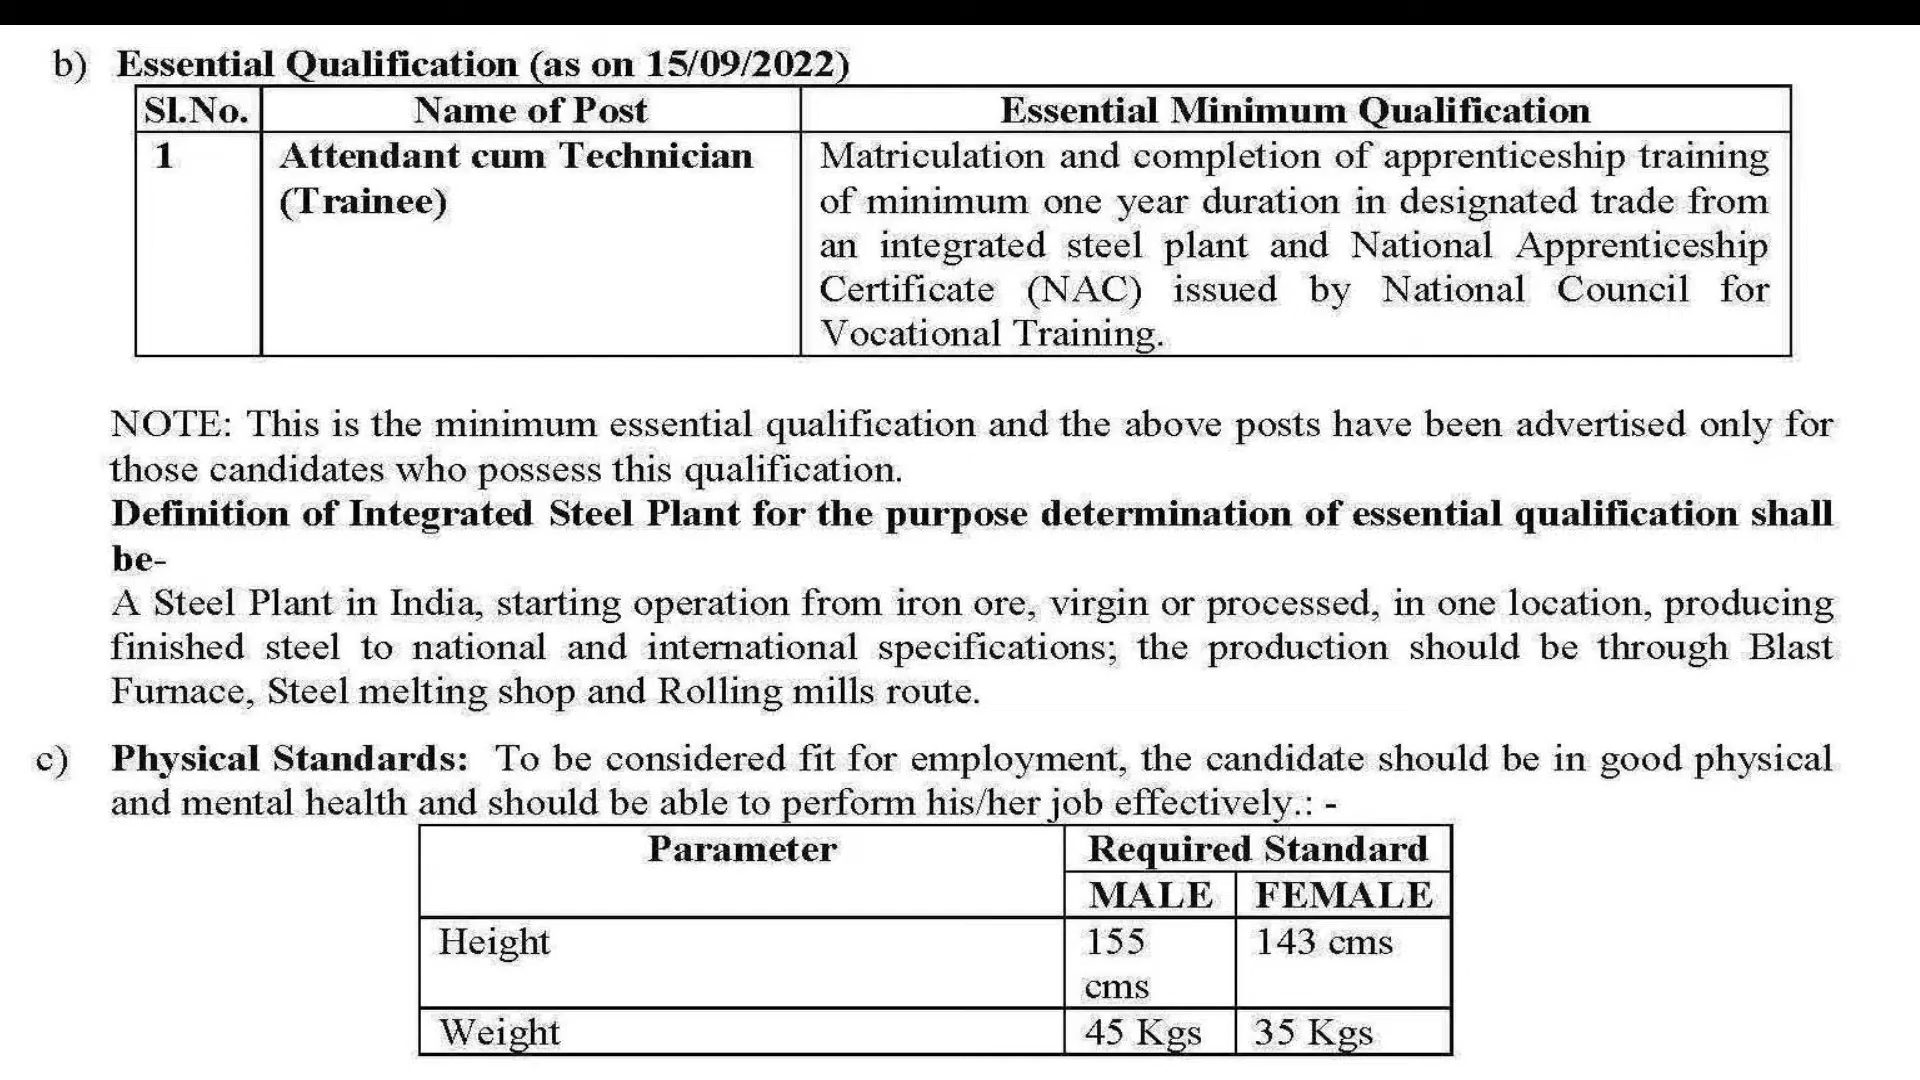 b) Essential Qualification (as on 15/09/2022)
Sl.No. Name of Post Essential Minimum Qualification
1 Attendant cum Technician Matriculation and completion of apprenticeship training
(Trainee) of minimum one year duration in designated trade from
an integrated steel plant and National Apprenticeship
Certificate (NAC) issued by National Council for
Vocational Training.
NOTE: This is the minimum essential qualification and the above posts have been advertised only for
those candidates who possess this qualification.
Definition of Integrated Steel Plant for the purpose determination of essential qualification shall
be-
A Steel Plant in India, starting operation from iron ore, virgin or processed, in one location, producing
finished steel to national and international specifications; the production should be through Blast
Furnace, Steel melting shop and Rolling mills route.
c) Physical Standards: To be considered fit for employment, the candidate should be in good physical
and mental health and should be able to perform his/her job effectively.: -
Parameter Required Standard
MALE FEMALE
Height 155 143 cms
cms
Weight 45 Kgs 35 Kgs